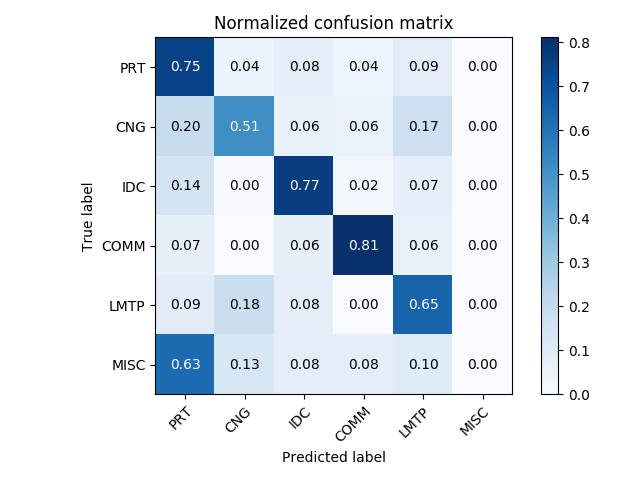 Normalized confusion matrix
True label
PRT 0.75 0.04 0.08 0.04 0.09 0.00
CNG 0.20 0.51 0.06 0.06 0.17 0.00
IDC 0.14 0.00 0.77 0.02 0.07 0.00
COMM 0.07 0.00 0.06 0.81 0.06 0.00
LMTP 0.09 0.18 0.08 0.00 0.65 0.00
MISC 0.63 0.13 0.08 0.08 0.10 0.00
PRT CNG IDC COMM LMTP MISC
Predicted label
0.8
0.7
0.6
0.5
0.4
0.3
0.2
0.1
0.0